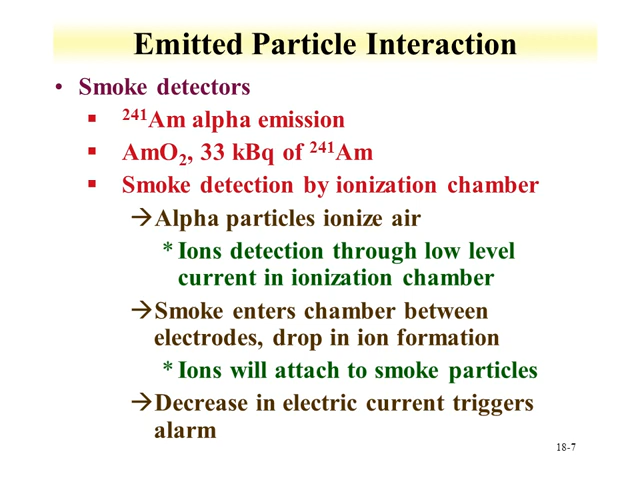 Emitted Particle Interaction
• Smoke detectors
▪ ²⁴¹Am alpha emission
▪ AmO₂, 33 kBq of ²⁴¹Am
▪ Smoke detection by ionization chamber
→Alpha particles ionize air
* Ions detection through low level
current in ionization chamber
→Smoke enters chamber between
electrodes, drop in ion formation
* Ions will attach to smoke particles
→Decrease in electric current triggers
alarm
18-7